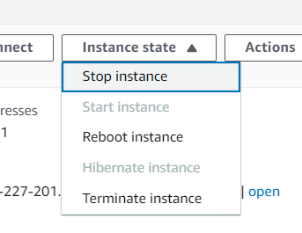 nnect Instance state ▲ Actions
Stop instance
resses Start instance
1 Reboot instance
Hibernate instance
-227-201. Terminate instance | open